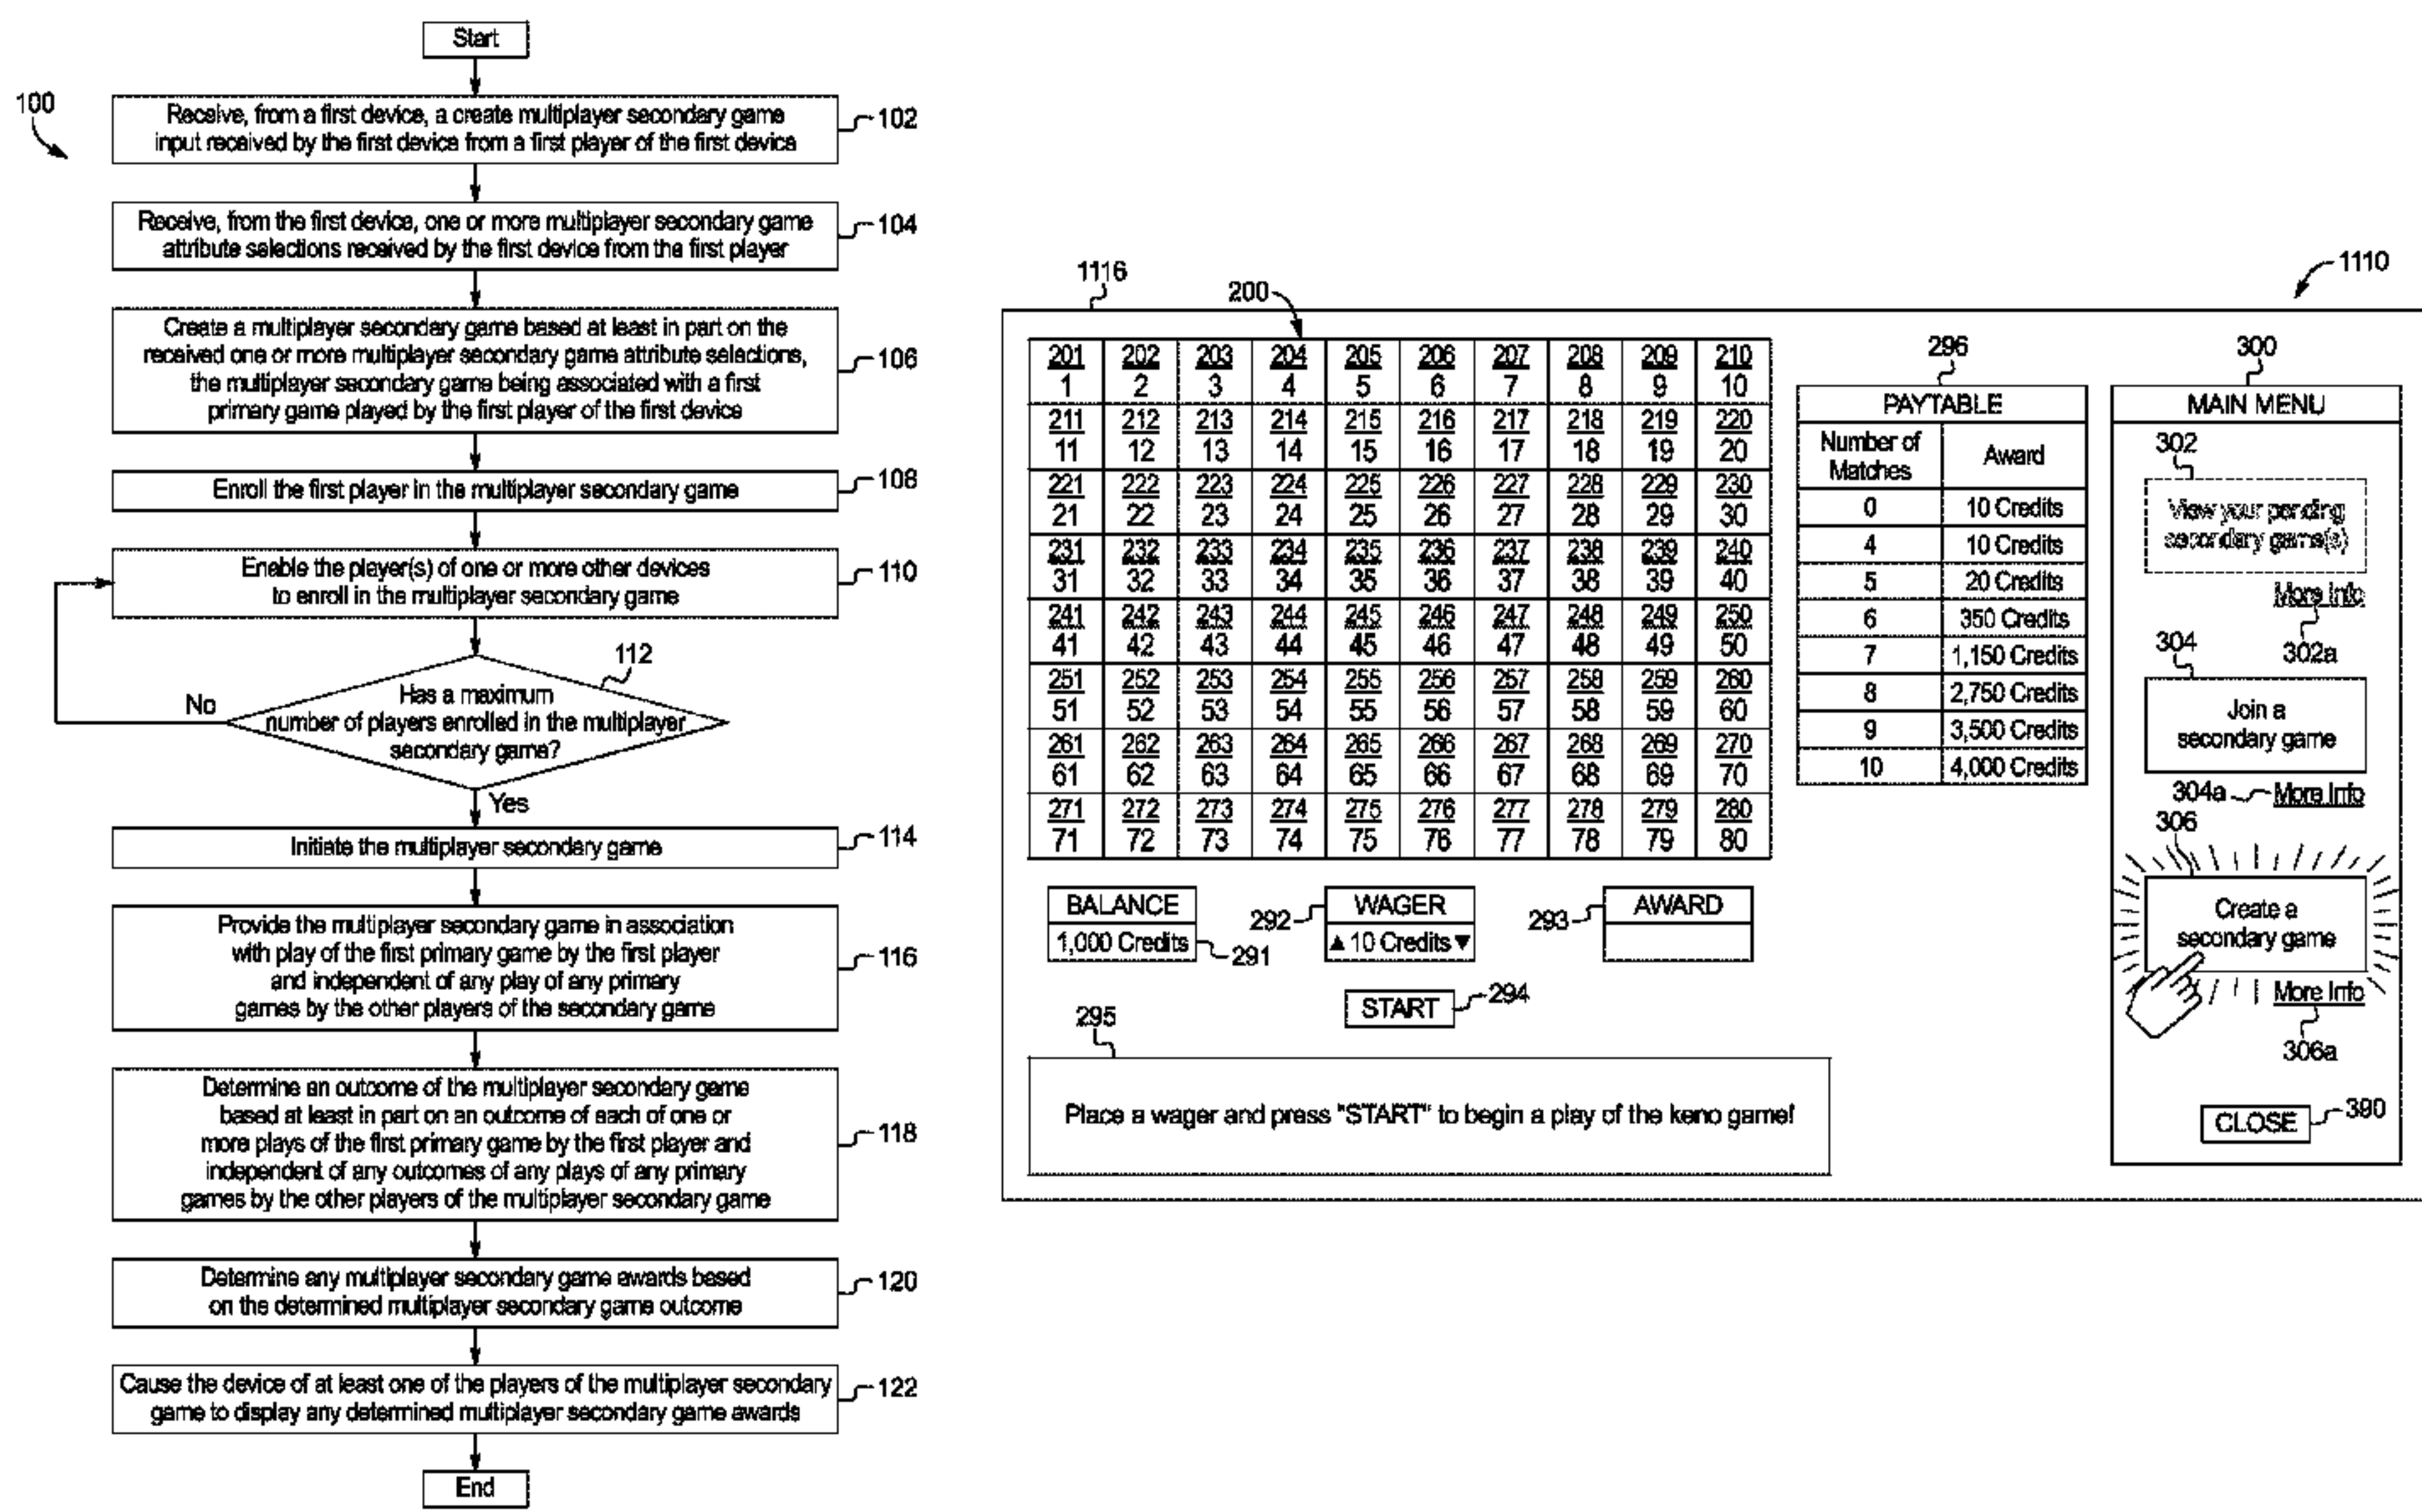 Start
100
Receive, from a first device, a create multiplayer secondary game
input received by the first device from a first player of the first device
102
Receive, from the first device, one or more multiplayer secondary game
attribute selections received by the first device from the first player
104
Create a multiplayer secondary game based at least in part on the
received one or more multiplayer secondary game attribute selections,
the multiplayer secondary game being associated with a first
primary game played by the first player of the first device
106
Enroll the first player in the multiplayer secondary game
108
Enable the player(s) of one or more other devices
to enroll in the multiplayer secondary game
110
112
Has a maximum
number of players enrolled in the multiplayer
secondary game?
No
Yes
Initiate the multiplayer secondary game
114
Provide the multiplayer secondary game in association
with play of the first primary game by the first player
and independent of any play of any primary
games by the other players of the secondary game
116
Determine an outcome of the multiplayer secondary game
based at least in part on an outcome of each of one or
more plays of the first primary game by the first player and
independent of any outcomes of any plays of any primary
games by the other players of the multiplayer secondary game
118
Determine any multiplayer secondary game awards based
on the determined multiplayer secondary game outcome
120
Cause the device of at least one of the players of the multiplayer secondary
game to display any determined multiplayer secondary game awards
122
End
1110
1116
200
201 202 203 204 205 206 207 208 209 210
1 2 3 4 5 6 7 8 9 10
211 212 213 214 215 216 217 218 219 220
11 12 13 14 15 16 17 18 19 20
221 222 223 224 225 226 227 228 229 230
21 22 23 24 25 26 27 28 29 30
231 232 233 234 235 236 237 238 239 240
31 32 33 34 35 36 37 38 39 40
241 242 243 244 245 246 247 248 249 250
41 42 43 44 45 46 47 48 49 50
251 252 253 254 255 256 257 258 259 260
51 52 53 54 55 56 57 58 59 60
261 262 263 264 265 266 267 268 269 270
61 62 63 64 65 66 67 68 69 70
271 272 273 274 275 276 277 278 279 280
71 72 73 74 75 76 77 78 79 80
BALANCE
1,000 Credits
291
292
WAGER
▲10 Credits▼
293
AWARD
START
294
295
Place a wager and press "START" to begin a play of the keno game!
296
PAYTABLE
Number of
Matches
Award
0 10 Credits
4 10 Credits
5 20 Credits
6 350 Credits
7 1,150 Credits
8 2,750 Credits
9 3,500 Credits
10 4,000 Credits
300
MAIN MENU
302
View your pending
secondary game(s)
More Info
302a
304
Join a
secondary game
304a
More Info
306
Create a
secondary game
More Info
306a
CLOSE
390